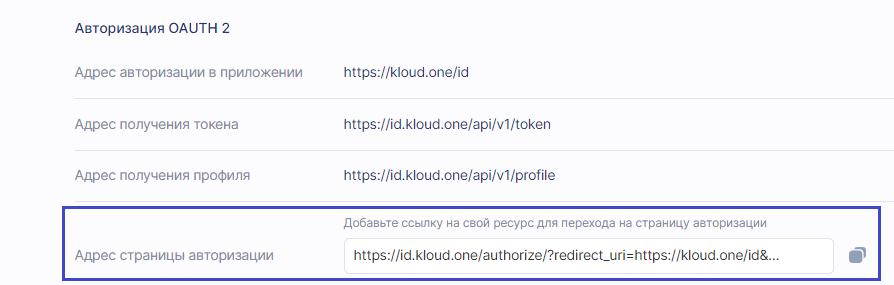 Авторизация OAUTH 2
Адрес авторизации в приложении https://kloud.one/id
Адрес получения токена https://id.kloud.one/api/v1/token
Адрес получения профиля https://id.kloud.one/api/v1/profile
Добавьте ссылку на свой ресурс для перехода на страницу авторизации
Адрес страницы авторизации https://id.kloud.one/authorize/?redirect_uri=https://kloud.one/id&...